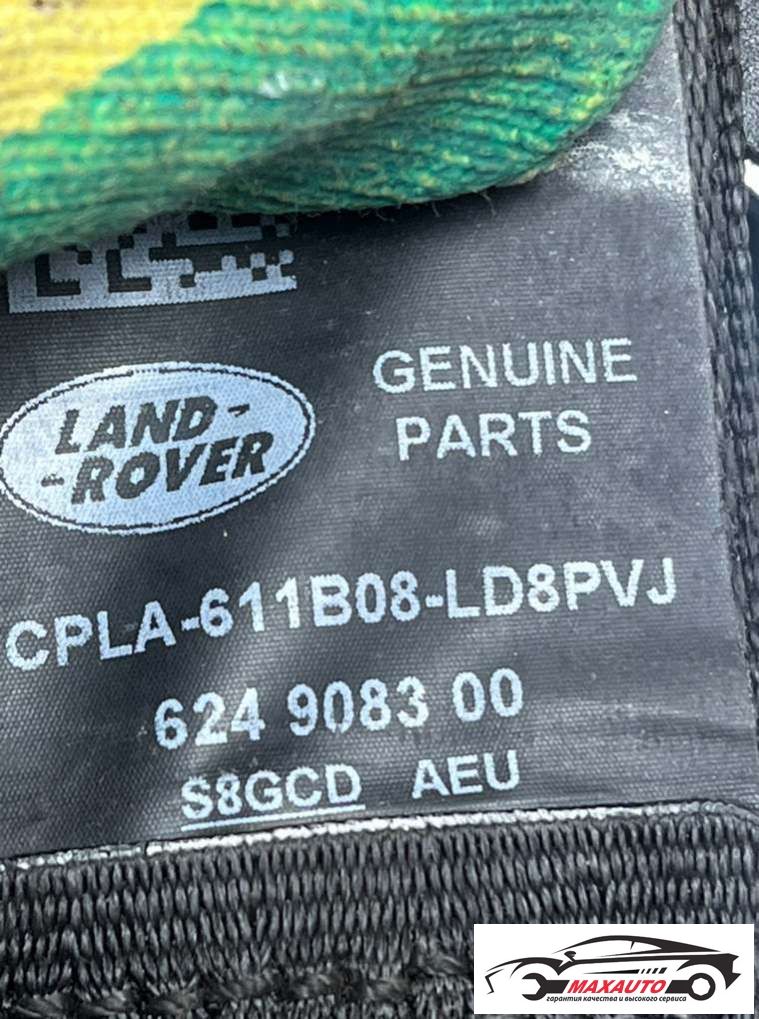 GENUINE
PARTS
LAND-
-ROVER
CPLA-611B08-LD8PVJ
624 9083 00
S8GCD AEU
MAXAUTO
гарантия качества и высокого сервиса